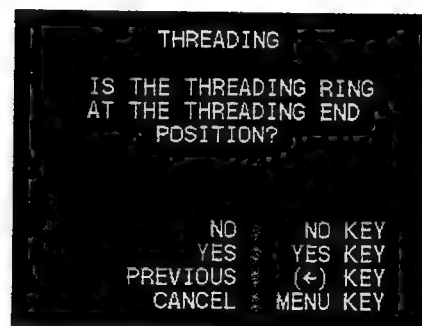 THREADING
IS THE THREADING RING
AT THE THREADING END
POSITION?
NO : NO KEY
YES : YES KEY
PREVIOUS : (←) KEY
CANCEL : MENU KEY